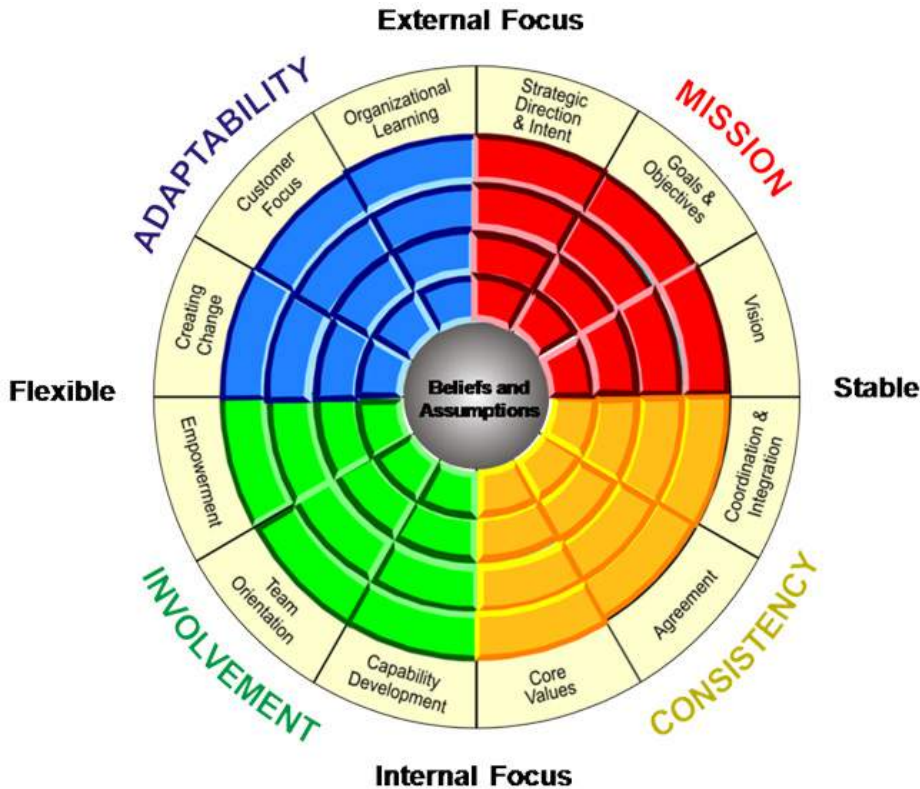 External Focus
ADAPTABILITY
MISSION
Organizational
Learning
Strategic
Direction
& Intent
Customer
Focus
Goals &
Objectives
Creating
Change
Vision
Flexible
Beliefs and
Assumptions
Stable
Empowerment
Coordination &
Integration
Team
Orientation
Agreement
Capability
Development
Core
Values
INVOLVEMENT
CONSISTENCY
Internal Focus